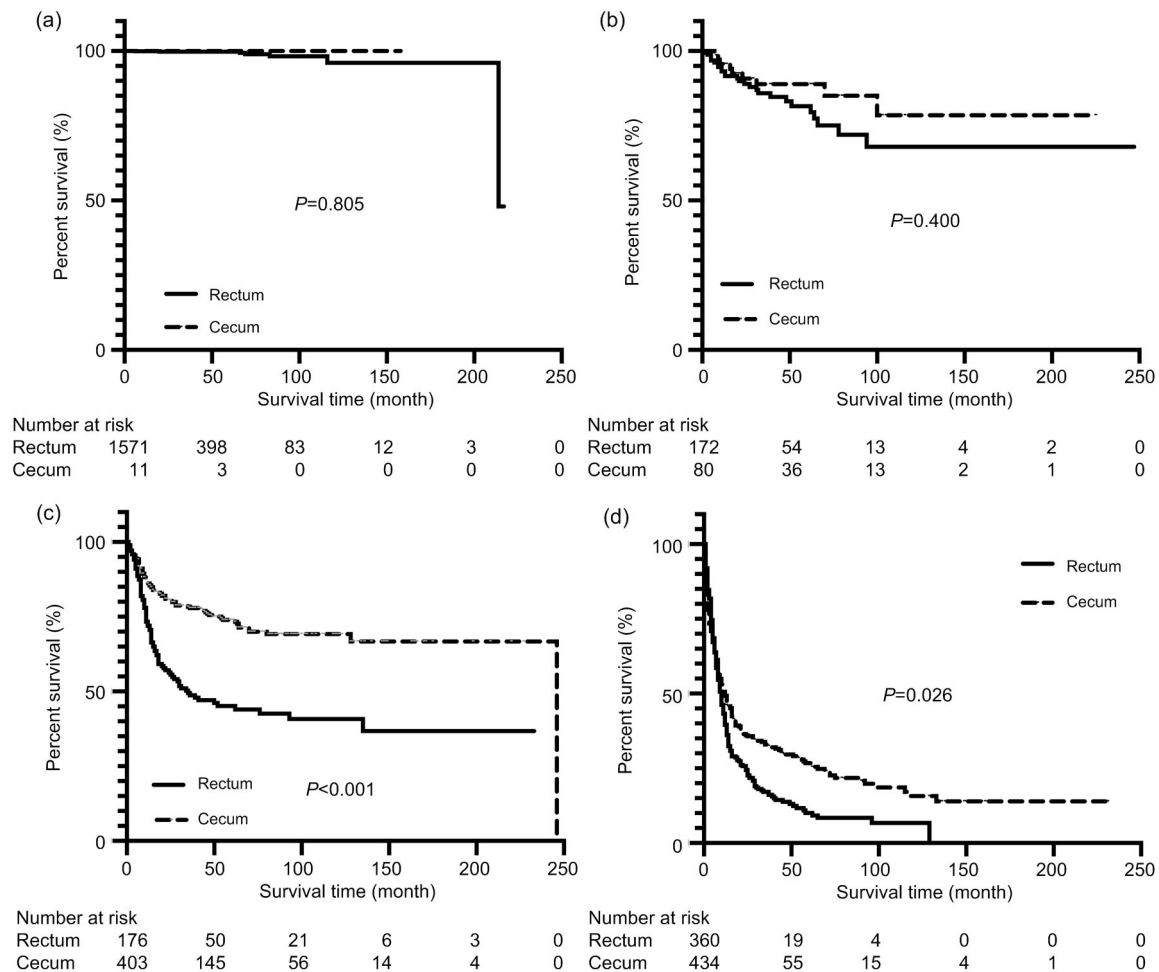 (a)
100
50
0
Percent survival (%)
P=0.805
Rectum
Cecum
0 50 100 150 200 250
Survival time (month)
Number at risk
Rectum 1571 398 83 12 3 0
Cecum 11 3 0 0 0 0
(b)
100
50
0
Percent survival (%)
P=0.400
Rectum
Cecum
0 50 100 150 200 250
Survival time (month)
Number at risk
Rectum 172 54 13 4 2 0
Cecum 80 36 13 2 1 0
(c)
100
50
0
Percent survival (%)
Rectum
P<0.001
Cecum
0 50 100 150 200 250
Survival time (month)
Number at risk
Rectum 176 50 21 6 3 0
Cecum 403 145 56 14 4 0
(d)
100
50
0
Percent survival (%)
Rectum
Cecum
P=0.026
0 50 100 150 200 250
Survival time (month)
Number at risk
Rectum 360 19 4 0 0 0
Cecum 434 55 15 4 1 0